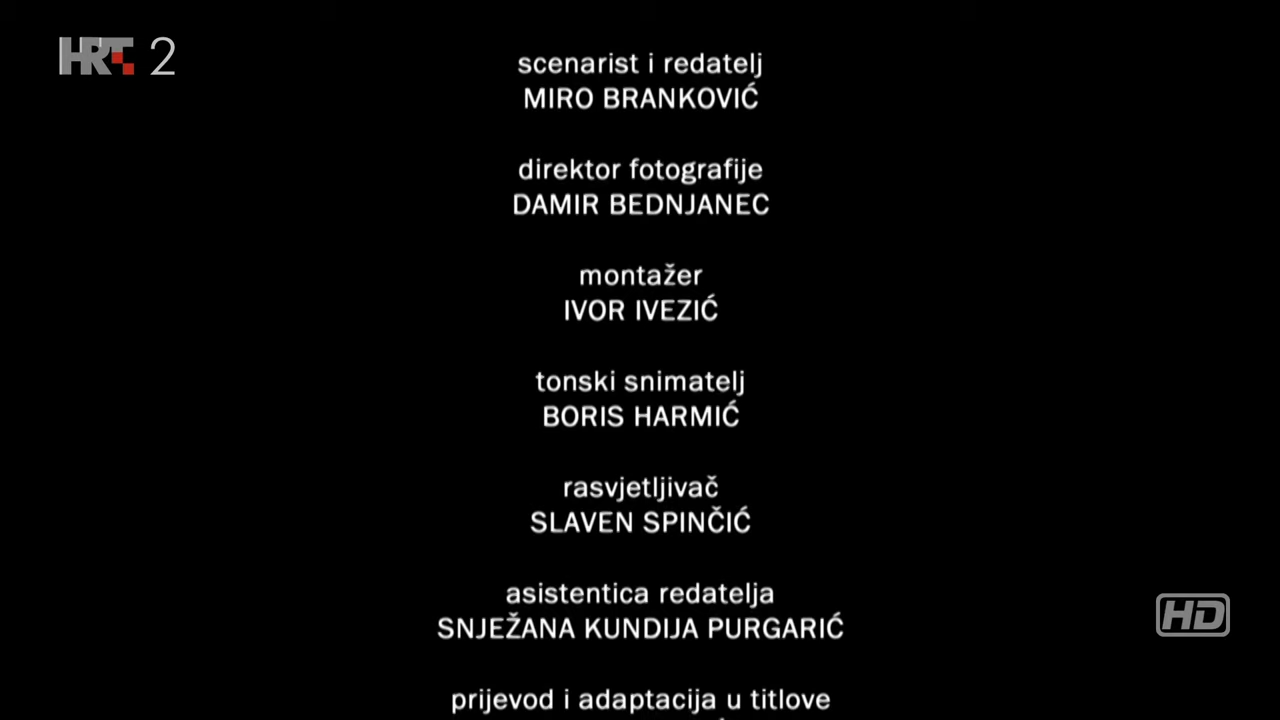 HRT 2
scenarist i redatelj
MIRO BRANKOVIĆ
direktor fotografije
DAMIR BEDNJANEC
montažer
IVOR IVEZIĆ
tonski snimatelj
BORIS HARMIĆ
rasvjetljivač
SLAVEN SPINČIĆ
asistentica redatelja
SNJEŽANA KUNDIJA PURGARIĆ
HD
prijevod i adaptacija u titlove